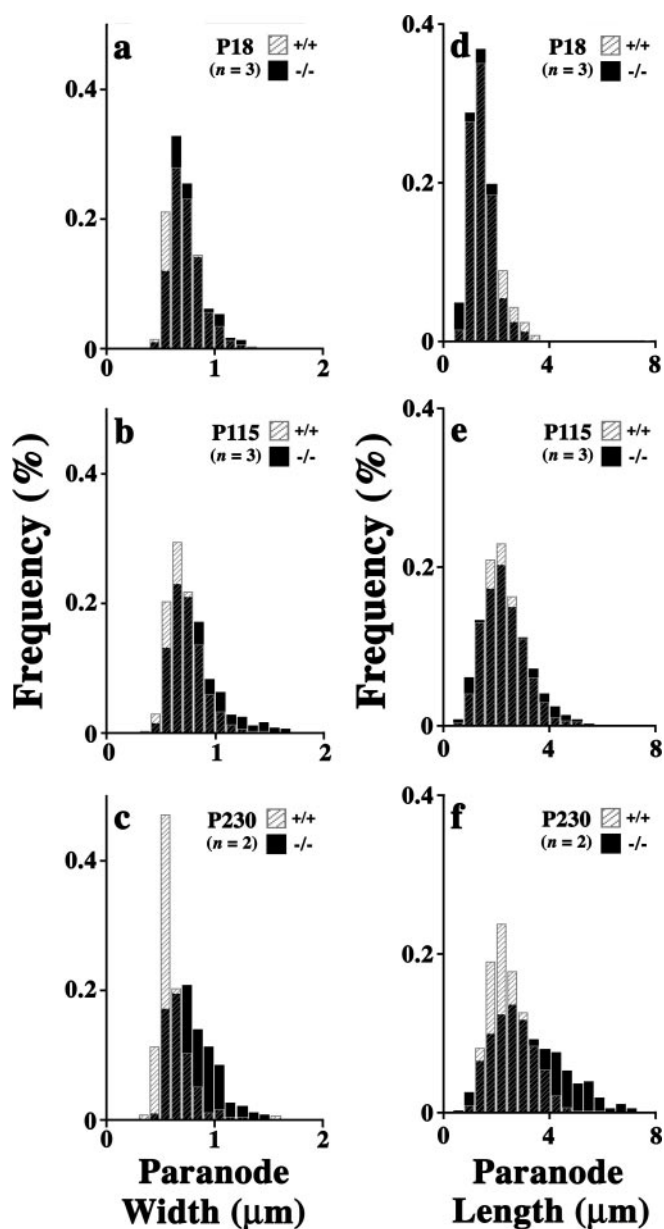 a
P18 +/+
(n = 3) -/-
0.4
0.2
0
0 1 2
b
P115 +/+
(n = 3) -/-
0.4
0.2
0
0 1 2
c
P230 +/+
(n = 2) -/-
0.4
0.2
0
0 1 2
Frequency (%)
Paranode
Width (μm)
d
P18 +/+
(n = 3) -/-
0.4
0.2
0
0 4 8
e
P115 +/+
(n = 3) -/-
0.4
0.2
0
0 4 8
f
P230 +/+
(n = 2) -/-
0.4
0.2
0
0 4 8
Frequency (%)
Paranode
Length (μm)